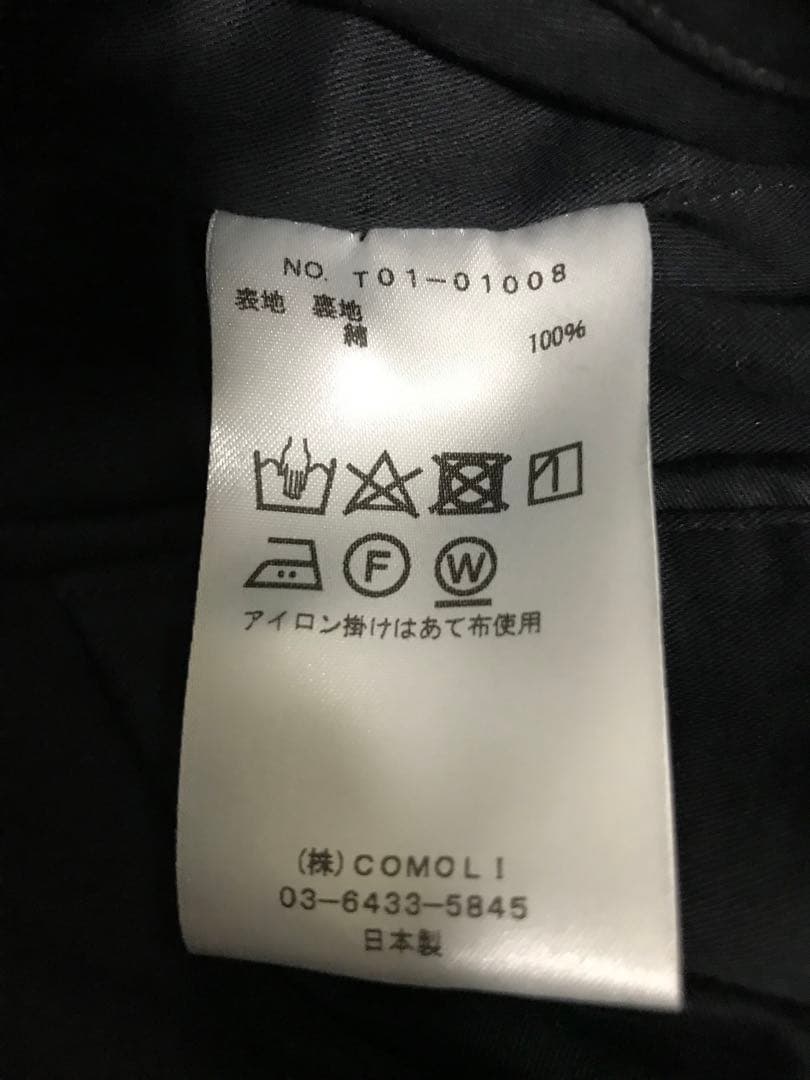 NO. T01-01008
表地 裏地
綿 100%
F W
アイロン掛けはあて布使用
(株)COMOLI
03-6433-5845
日本製